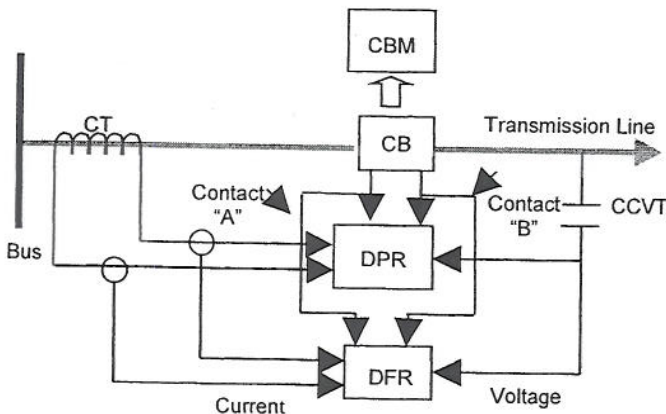 CBM
CT
CB
Transmission Line
Contact
"A"
Contact
"B"
CCVT
Bus
DPR
DFR
Current
Voltage